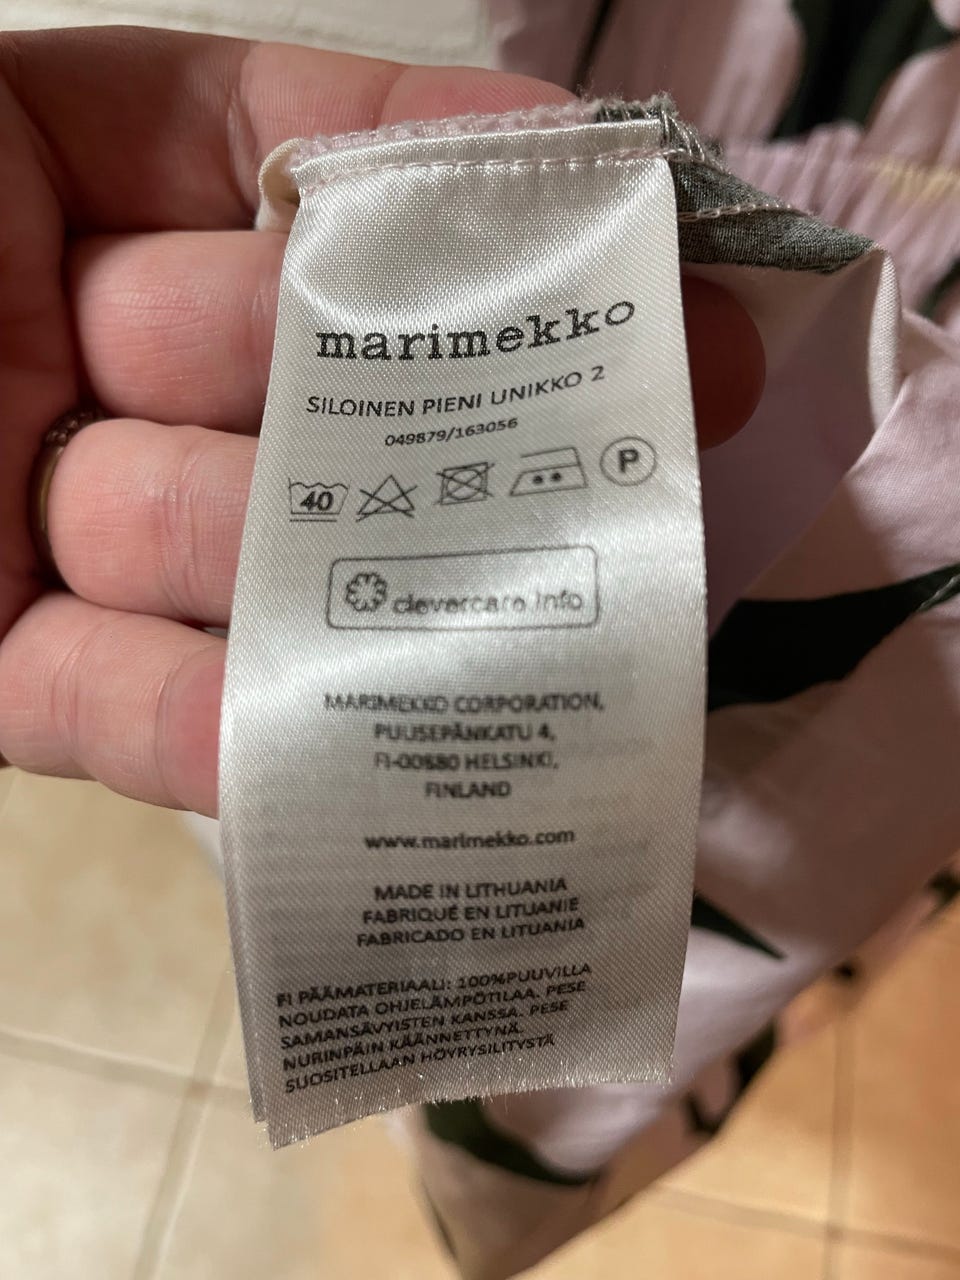 marimekko
SILOINEN PIENI UNIKKO 2
049879/163056
40 P
clevercare.info
MARIMEKKO CORPORATION,
PUUSEPÄNKATU 4,
FI-00880 HELSINKI,
FINLAND
www.marimekko.com
MADE IN LITHUANIA
FABRIQUÉ EN LITUANIE
FABRICADO EN LITUANIA
FI PÄÄMATERIAALI: 100%PUUVILLA
NOUDATA OHJELÄMPÖTILAA. PESE
SAMANSÄVYISTEN KANSSA. PESE
NURINPÄIN KÄÄNNETTYNÄ.
SUOSITELLAAN HÖYRYSILITYSTÄ